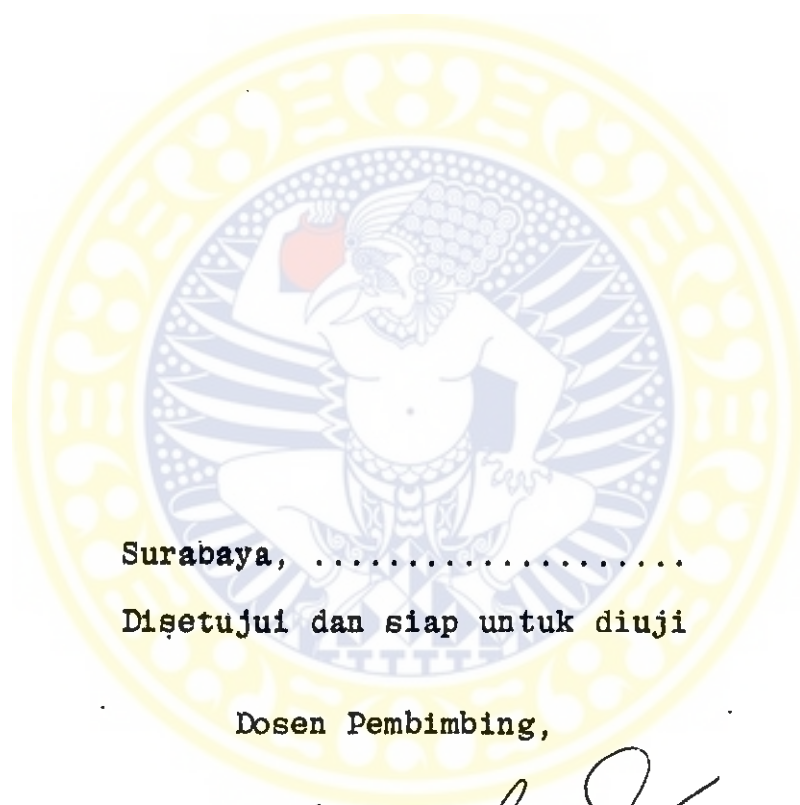 Surabaya, ....................
Disetujui dan siap untuk diuji
Dosen Pembimbing,